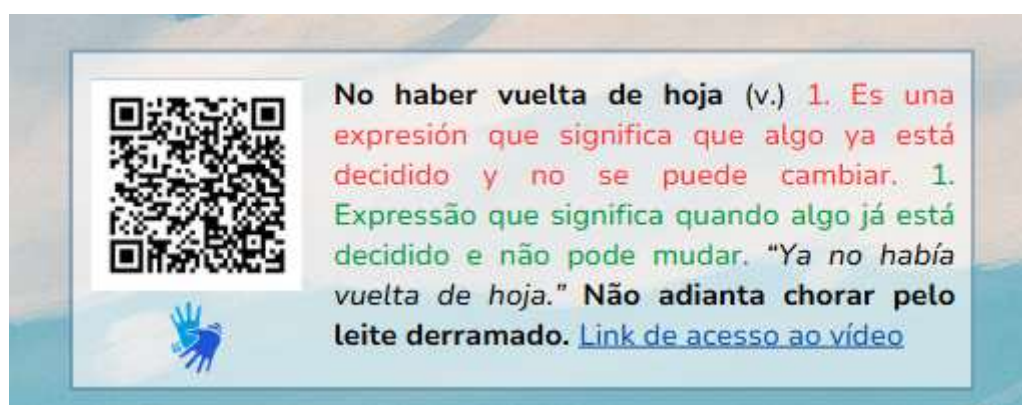 No haber vuelta de hoja (v.) 1. Es una
expresión que significa que algo ya está
decidido y no se puede cambiar. 1.
Expressão que significa quando algo já está
decidido e não pode mudar. “Ya no había
vuelta de hoja.” Não adianta chorar pelo
leite derramado. Link de acesso ao vídeo